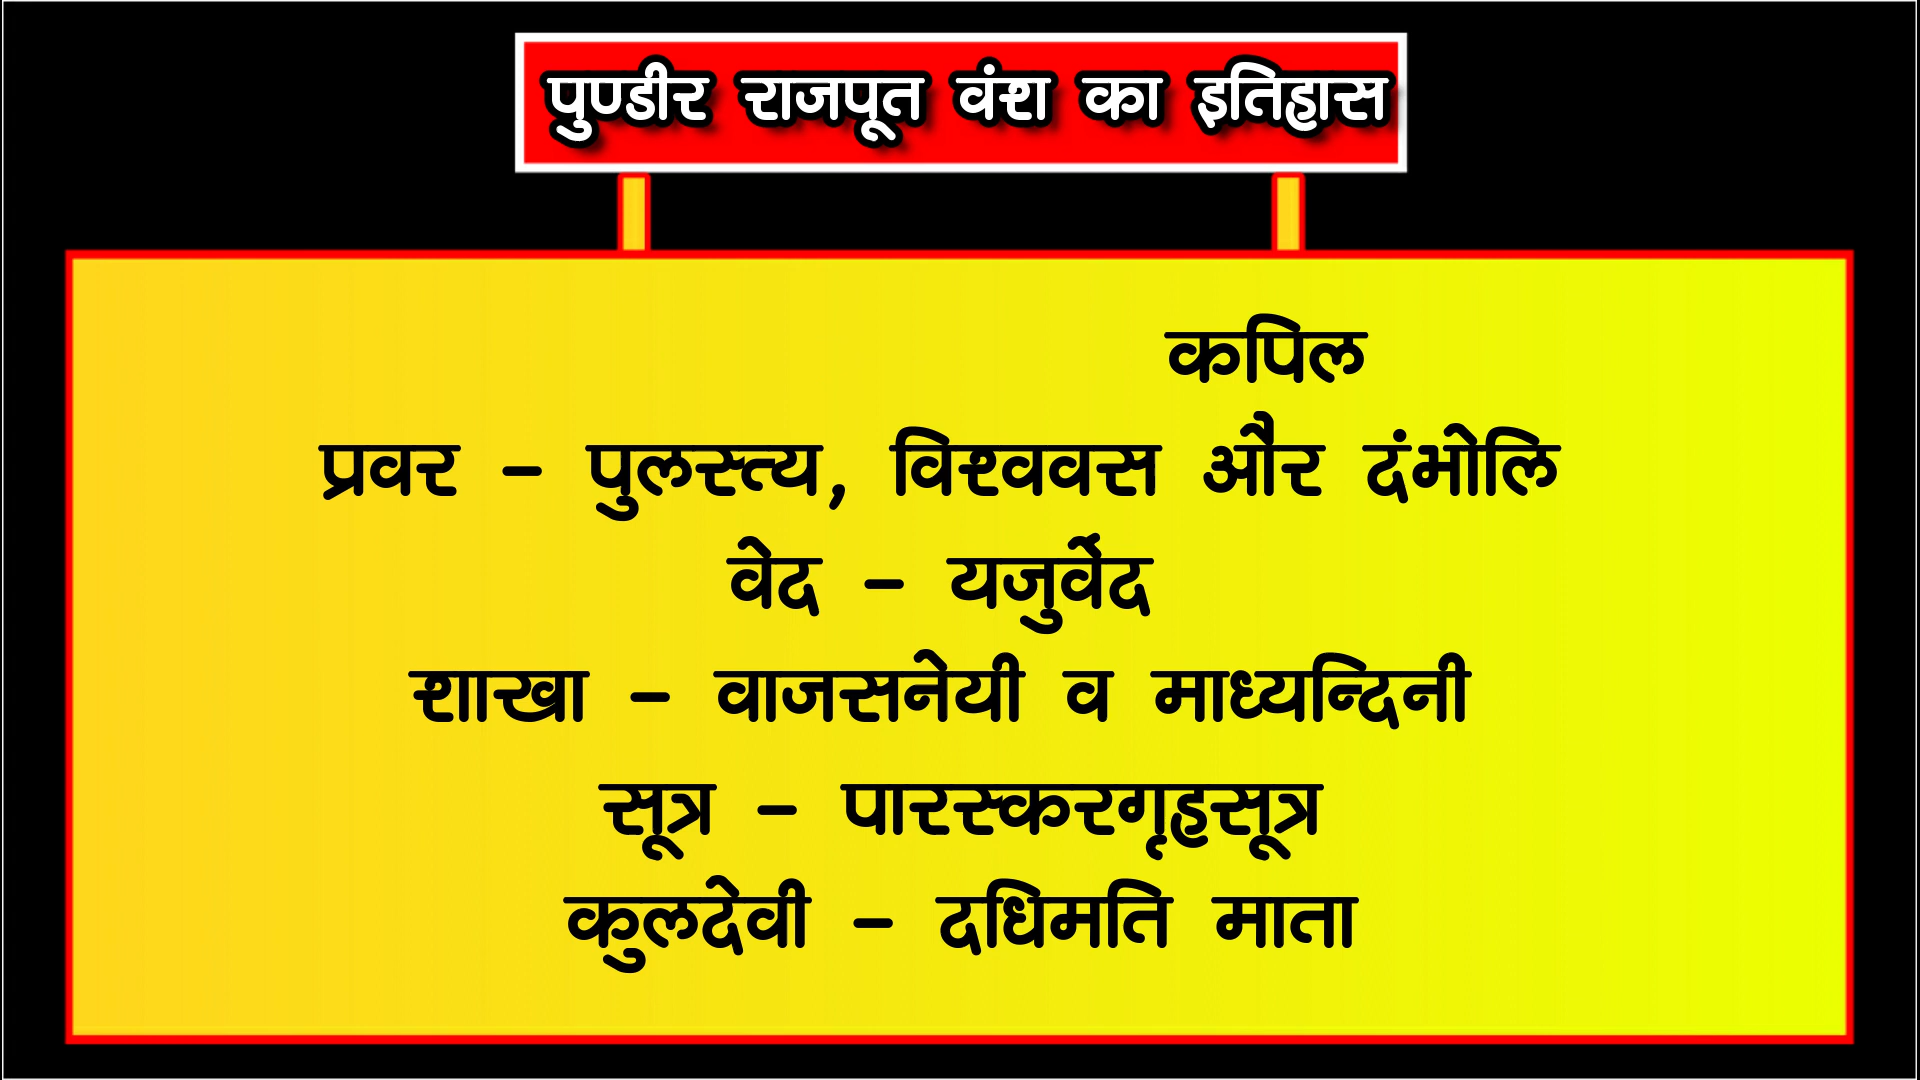 पुण्डीर राजपूत वंश का इतिहास
कपिल
प्रवर - पुलस्त्य, विश्ववस और दंभोलि
वेद - यजुर्वेद
शाखा - वाजसनेयी व माध्यन्दिनी
सूत्र - पारस्करगृहसूत्र
कुलदेवी - दधिमति माता